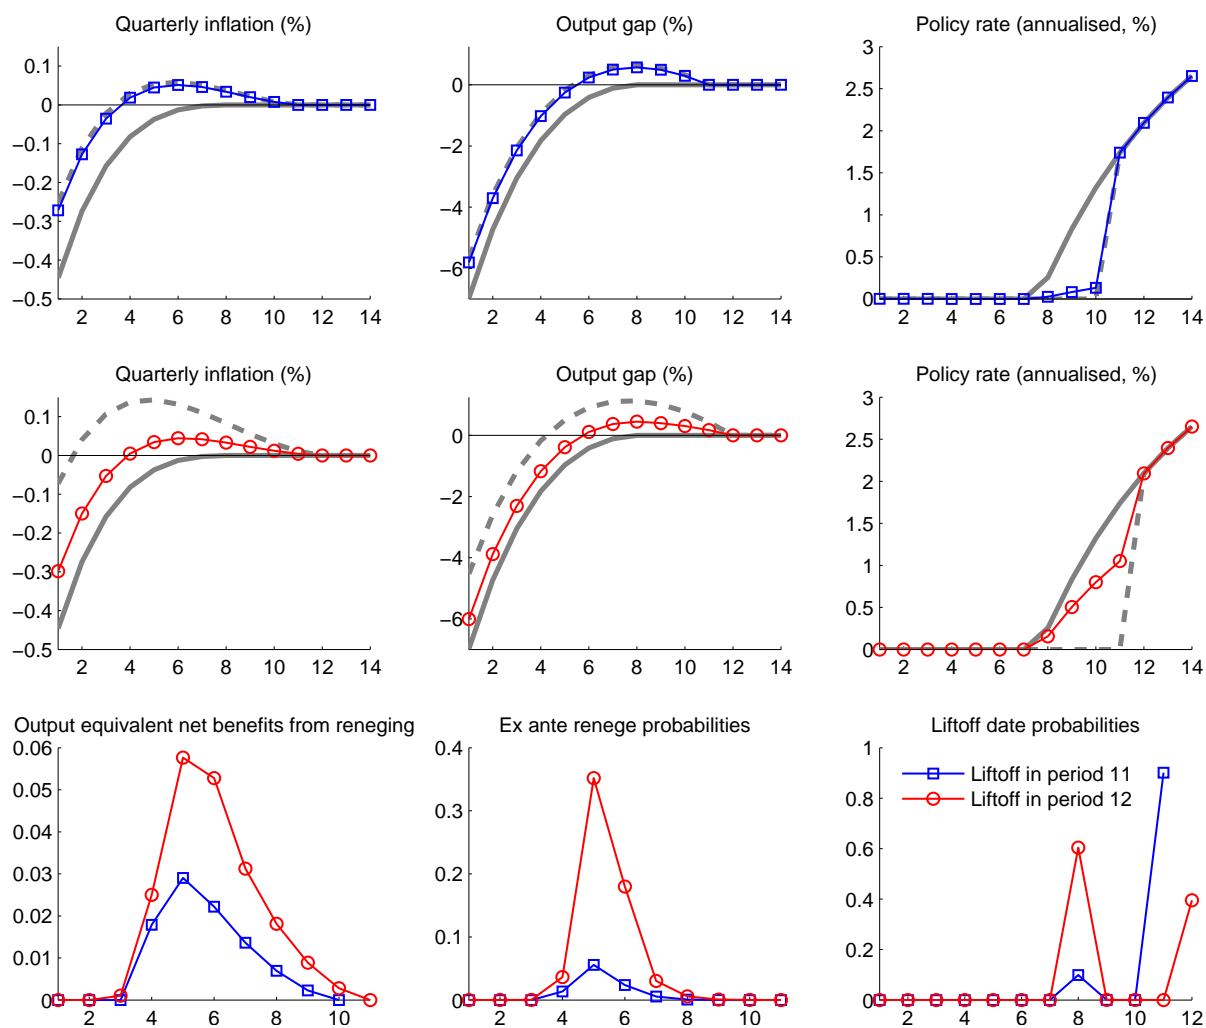 Quarterly inflation (%)
Output gap (%)
Policy rate (annualised, %)
0.1
0
−0.1
−0.2
−0.3
−0.4
−0.5
2 4 6 8 10 12 14
0
−2
−4
−6
2 4 6 8 10 12 14
3
2.5
2
1.5
1
0.5
0
2 4 6 8 10 12 14
Quarterly inflation (%)
Output gap (%)
Policy rate (annualised, %)
0.1
0
−0.1
−0.2
−0.3
−0.4
−0.5
2 4 6 8 10 12 14
0
−2
−4
−6
2 4 6 8 10 12 14
3
2.5
2
1.5
1
0.5
0
2 4 6 8 10 12 14
Output equivalent net benefits from reneging
Ex ante renege probabilities
Liftoff date probabilities
0.06
0.05
0.04
0.03
0.02
0.01
0
2 4 6 8 10
0.4
0.3
0.2
0.1
0
2 4 6 8 10
1
0.8
0.6
0.4
0.2
0
2 4 6 8 10 12
Liftoff in period 11
Liftoff in period 12